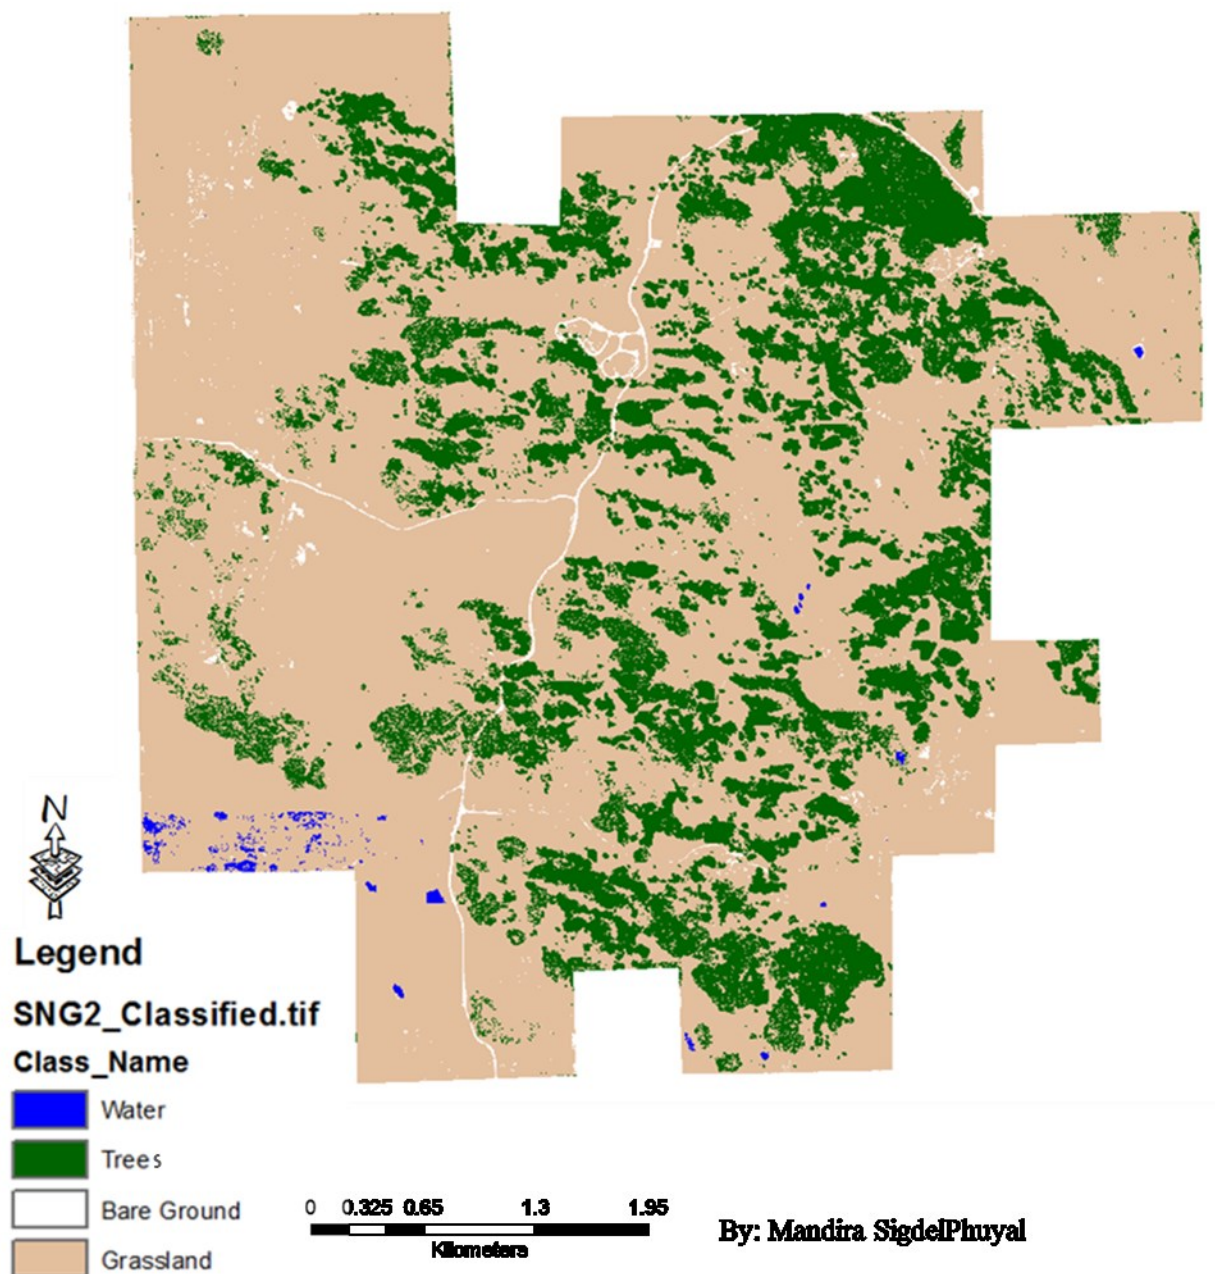 N
Legend
SNG2_Classified.tif
Class_Name
Water
Trees
Bare Ground
Grassland
0 0.325 0.65 1.3 1.95
Kilometers
By: Mandira SigdelPhuyal